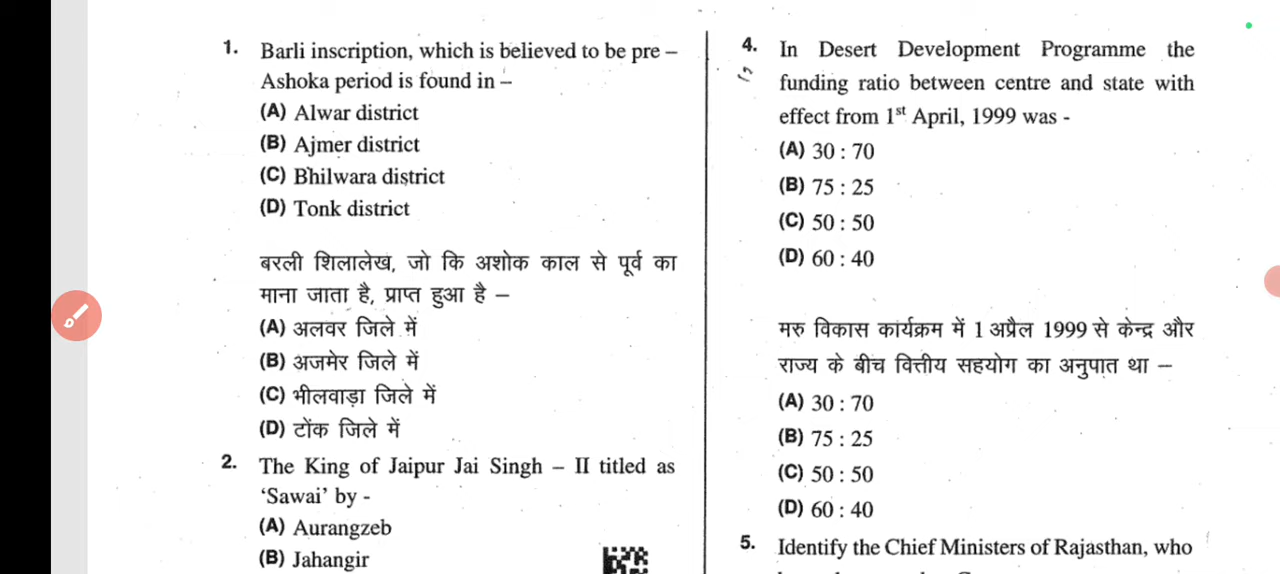 1. Barli inscription, which is believed to be pre –
Ashoka period is found in –
(A) Alwar district
(B) Ajmer district
(C) Bhilwara district
(D) Tonk district
बरली शिलालेख, जो कि अशोक काल से पूर्व का
माना जाता है, प्राप्त हुआ है –
(A) अलवर जिले में
(B) अजमेर जिले में
(C) भीलवाड़ा जिले में
(D) टोंक जिले में
2. The King of Jaipur Jai Singh – II titled as
‘Sawai’ by -
(A) Aurangzeb
(B) Jahangir
4. In Desert Development Programme the
funding ratio between centre and state with
effect from 1st April, 1999 was -
(A) 30 : 70
(B) 75 : 25
(C) 50 : 50
(D) 60 : 40
मरु विकास कार्यक्रम में 1 अप्रैल 1999 से केन्द्र और
राज्य के बीच वित्तीय सहयोग का अनुपात था –
(A) 30 : 70
(B) 75 : 25
(C) 50 : 50
(D) 60 : 40
5. Identify the Chief Ministers of Rajasthan, who